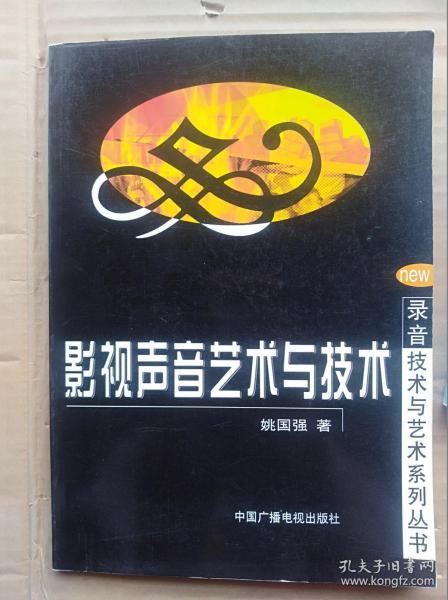 new
录音技术与艺术系列丛书
影视声音艺术与技术
姚国强 著
中国广播电视出版社
孔夫子旧书网
www.kongfz.com